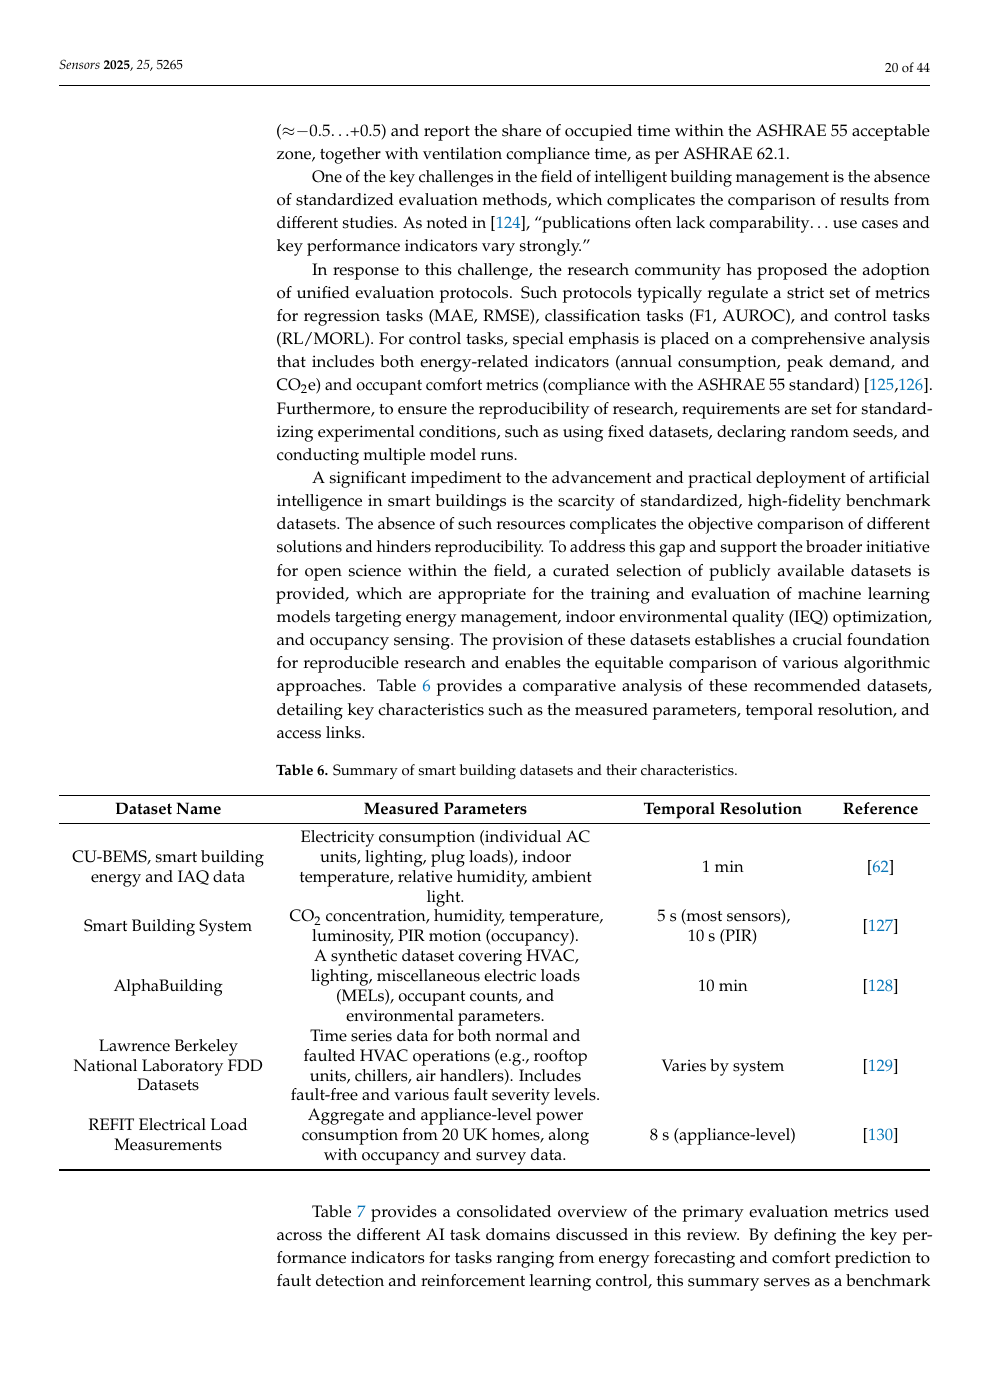 Sensors 2025, 25, 5265
20 of 44
(≈−0.5...+0.5) and report the share of occupied time within the ASHRAE 55 acceptable
zone, together with ventilation compliance time, as per ASHRAE 62.1.
One of the key challenges in the field of intelligent building management is the absence
of standardized evaluation methods, which complicates the comparison of results from
different studies. As noted in [124], “publications often lack comparability... use cases and
key performance indicators vary strongly.”
In response to this challenge, the research community has proposed the adoption
of unified evaluation protocols. Such protocols typically regulate a strict set of metrics
for regression tasks (MAE, RMSE), classification tasks (F1, AUROC), and control tasks
(RL/MORL). For control tasks, special emphasis is placed on a comprehensive analysis
that includes both energy-related indicators (annual consumption, peak demand, and
CO2e) and occupant comfort metrics (compliance with the ASHRAE 55 standard) [125,126].
Furthermore, to ensure the reproducibility of research, requirements are set for standard-
izing experimental conditions, such as using fixed datasets, declaring random seeds, and
conducting multiple model runs.
A significant impediment to the advancement and practical deployment of artificial
intelligence in smart buildings is the scarcity of standardized, high-fidelity benchmark
datasets. The absence of such resources complicates the objective comparison of different
solutions and hinders reproducibility. To address this gap and support the broader initiative
for open science within the field, a curated selection of publicly available datasets is
provided, which are appropriate for the training and evaluation of machine learning
models targeting energy management, indoor environmental quality (IEQ) optimization,
and occupancy sensing. The provision of these datasets establishes a crucial foundation
for reproducible research and enables the equitable comparison of various algorithmic
approaches. Table 6 provides a comparative analysis of these recommended datasets,
detailing key characteristics such as the measured parameters, temporal resolution, and
access links.
Table 6. Summary of smart building datasets and their characteristics.
Dataset Name Measured Parameters Temporal Resolution Reference
CU-BEMS, smart building
energy and IAQ data
Electricity consumption (individual AC
units, lighting, plug loads), indoor
temperature, relative humidity, ambient
light.
1 min
[62]
Smart Building System
CO2 concentration, humidity, temperature,
luminosity, PIR motion (occupancy).
5 s (most sensors),
10 s (PIR)
[127]
AlphaBuilding
A synthetic dataset covering HVAC,
lighting, miscellaneous electric loads
(MELs), occupant counts, and
environmental parameters.
10 min
[128]
Lawrence Berkeley
National Laboratory FDD
Datasets
Time series data for both normal and
faulted HVAC operations (e.g., rooftop
units, chillers, air handlers). Includes
fault-free and various fault severity levels.
Varies by system
[129]
REFIT Electrical Load
Measurements
Aggregate and appliance-level power
consumption from 20 UK homes, along
with occupancy and survey data.
8 s (appliance-level)
[130]
Table 7 provides a consolidated overview of the primary evaluation metrics used
across the different AI task domains discussed in this review. By defining the key per-
formance indicators for tasks ranging from energy forecasting and comfort prediction to
fault detection and reinforcement learning control, this summary serves as a benchmark